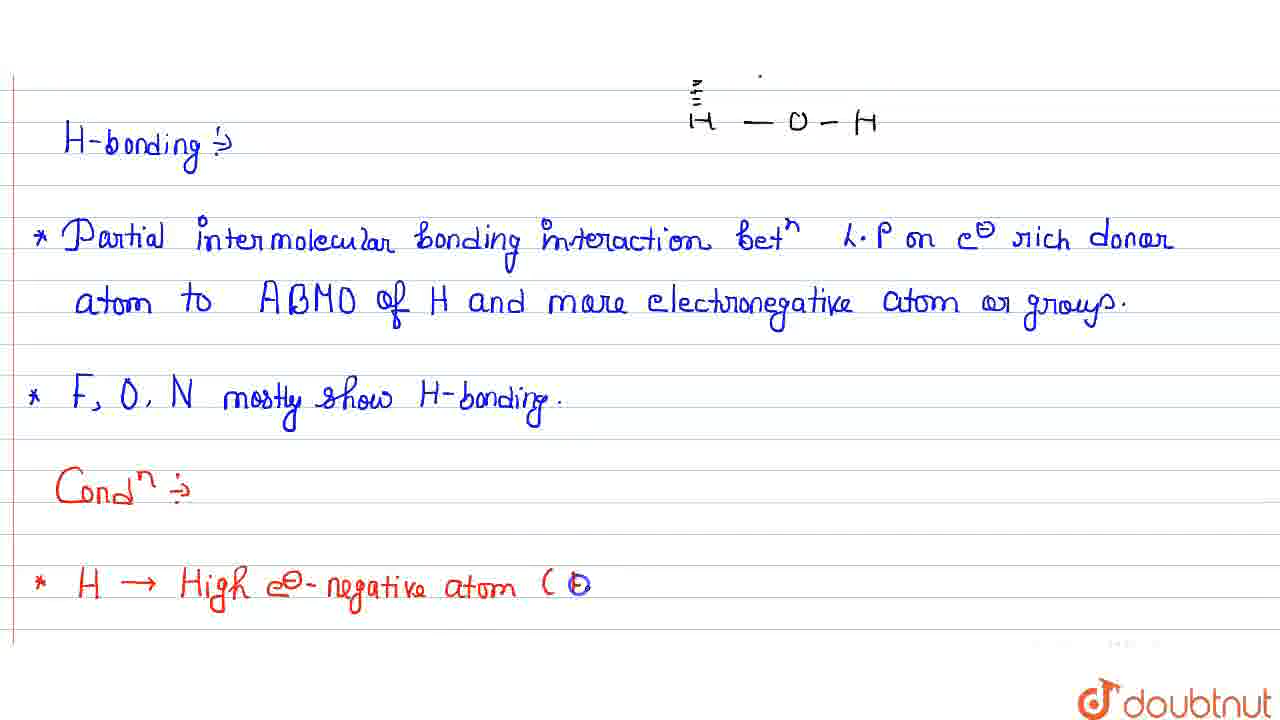 H — O — H
H-bonding :→
* Partial intermolecular bonding interaction betⁿ L.P on e⊖ rich donor
atom to ABMO of H and more electronegative atom or groups.
* F, O, N mostly show H-bonding.
Condⁿ :→
* H → High e⊖-negative atom (
doubtnut